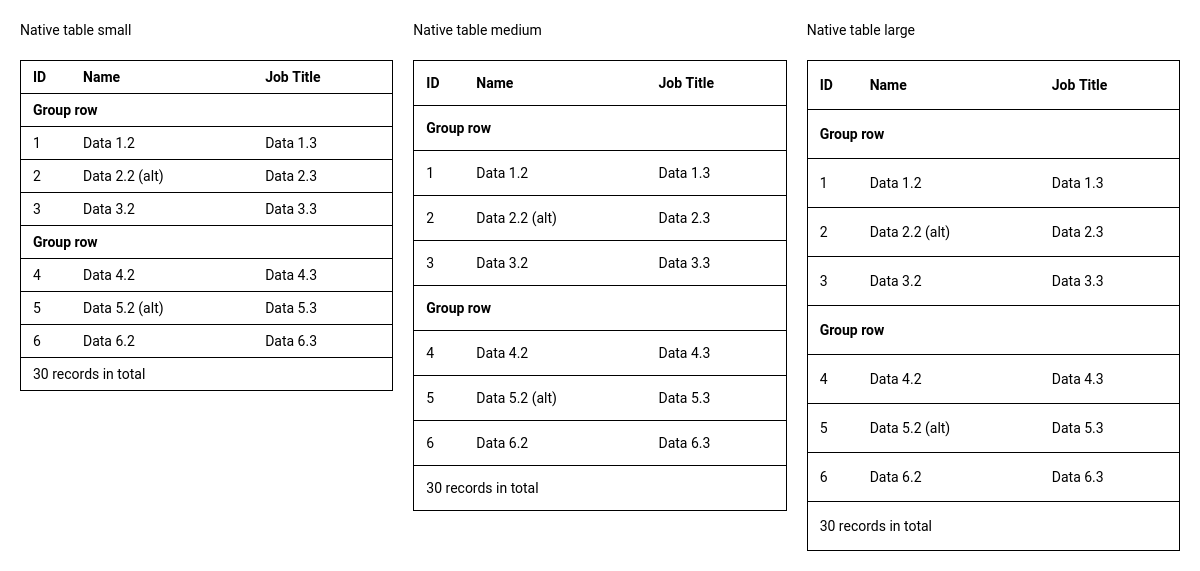 Native table small
ID Name Job Title
Group row
1 Data 1.2 Data 1.3
2 Data 2.2 (alt) Data 2.3
3 Data 3.2 Data 3.3
Group row
4 Data 4.2 Data 4.3
5 Data 5.2 (alt) Data 5.3
6 Data 6.2 Data 6.3
30 records in total
Native table medium
ID Name Job Title
Group row
1 Data 1.2 Data 1.3
2 Data 2.2 (alt) Data 2.3
3 Data 3.2 Data 3.3
Group row
4 Data 4.2 Data 4.3
5 Data 5.2 (alt) Data 5.3
6 Data 6.2 Data 6.3
30 records in total
Native table large
ID Name Job Title
Group row
1 Data 1.2 Data 1.3
2 Data 2.2 (alt) Data 2.3
3 Data 3.2 Data 3.3
Group row
4 Data 4.2 Data 4.3
5 Data 5.2 (alt) Data 5.3
6 Data 6.2 Data 6.3
30 records in total